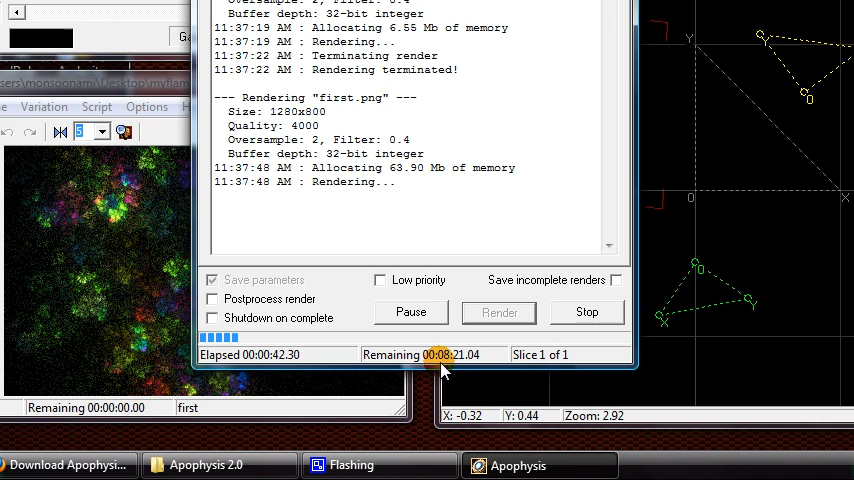 Oversample: 2, Filter: 0.4
Buffer depth: 32-bit integer
11:37:19 AM : Allocating 6.55 Mb of memory
11:37:19 AM : Rendering...
11:37:22 AM : Terminating render
11:37:22 AM : Rendering terminated!
--- Rendering "first.png" ---
Size: 1280x800
Quality: 4000
Oversample: 2, Filter: 0.4
Buffer depth: 32-bit integer
11:37:48 AM : Allocating 63.90 Mb of memory
11:37:48 AM : Rendering...
Save parameters
Low priority
Save incomplete renders
Postprocess render
Shutdown on complete
Pause
Render
Stop
Elapsed 00:00:42.30
Remaining 00:08:21.04
Slice 1 of 1
Ga
sers\monsoonami\Desktop\myflam
Variation Script Options H
5
Remaining 00:00:00.00
first
Y
Y
O
O
X
O
Y
X
X: -0.32
Y: 0.44
Zoom: 2.92
Download Apophysi...
Apophysis 2.0
Flashing
Apophysis